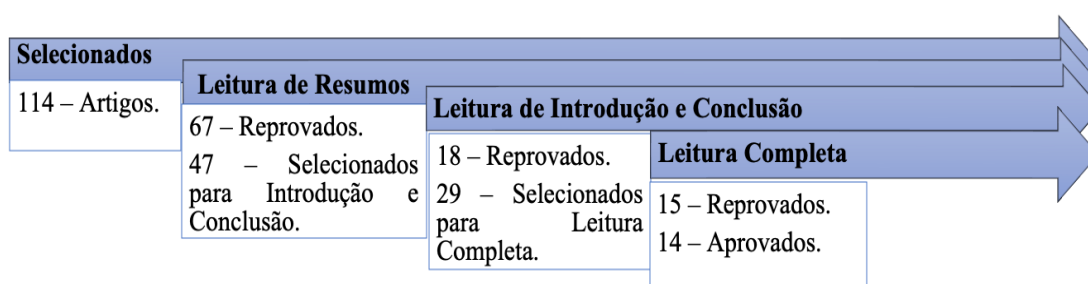 Selecionados
114 – Artigos.
Leitura de Resumos
67 – Reprovados.
47 – Selecionados
para Introdução e
Conclusão.
Leitura de Introdução e Conclusão
18 – Reprovados.
29 – Selecionados
para Leitura
Completa.
Leitura Completa
15 – Reprovados.
14 – Aprovados.